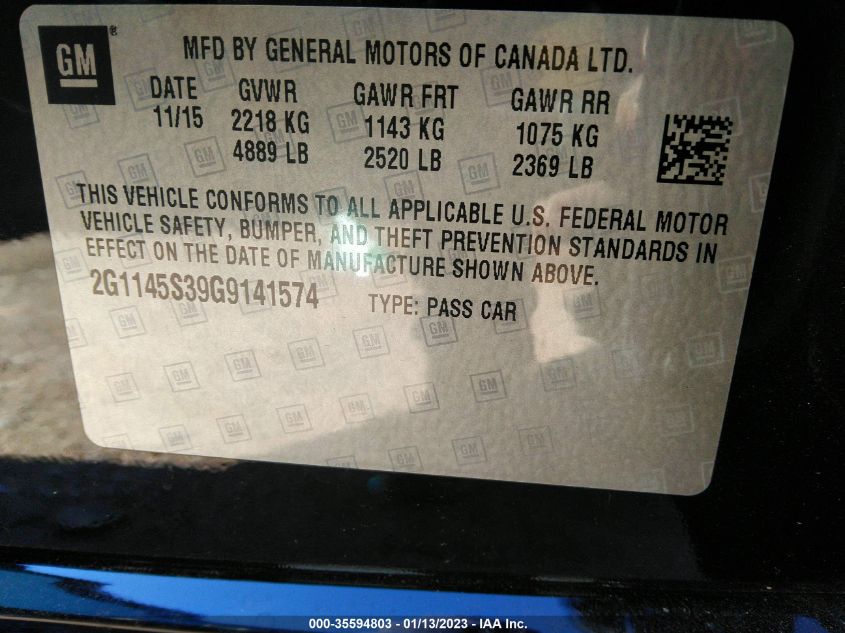 GM®
MFD BY GENERAL MOTORS OF CANADA LTD.
DATE GVWR GAWR FRT GAWR RR
11/15 2218 KG 1143 KG 1075 KG
4889 LB 2520 LB 2369 LB
THIS VEHICLE CONFORMS TO ALL APPLICABLE U.S. FEDERAL MOTOR
VEHICLE SAFETY, BUMPER, AND THEFT PREVENTION STANDARDS IN
EFFECT ON THE DATE OF MANUFACTURE SHOWN ABOVE.
2G1145S39G9141574 TYPE: PASS CAR
000-35594803 - 01/13/2023 - IAA Inc.